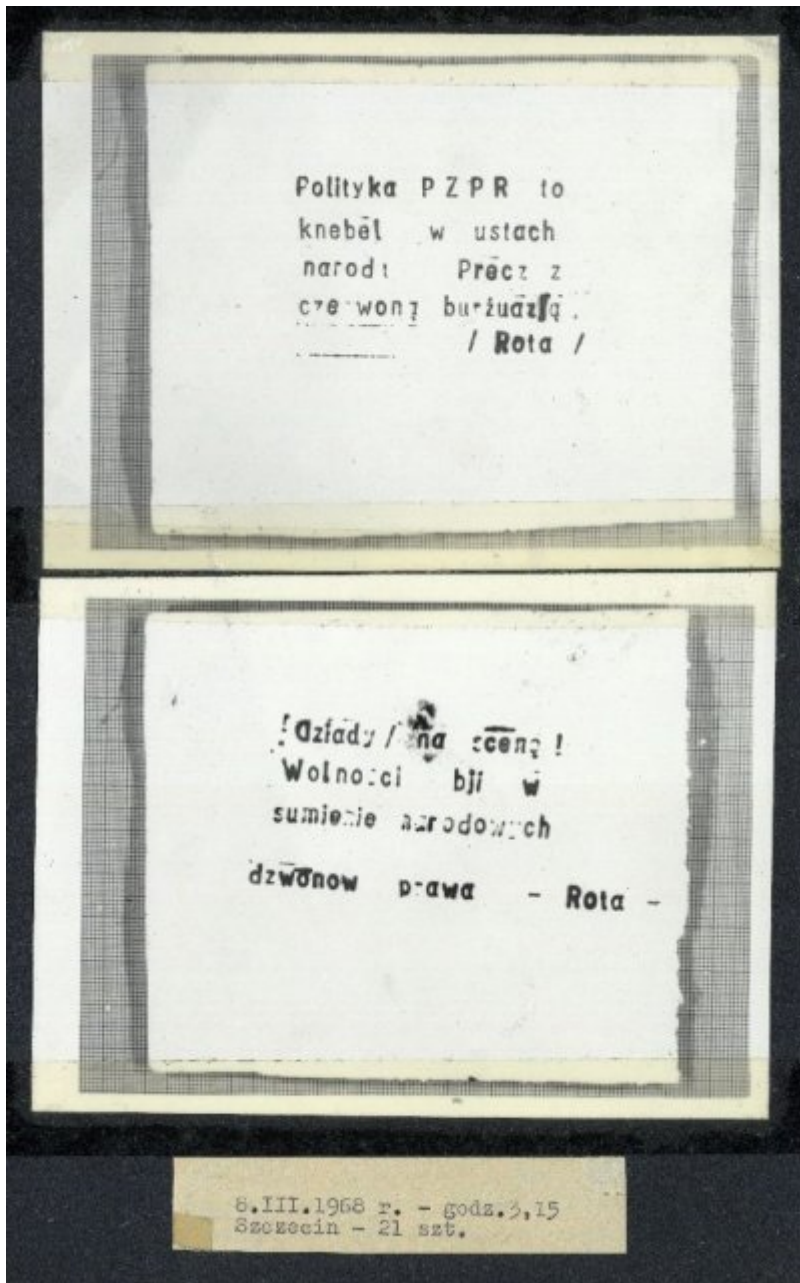 Polityka PZPR to
knebel w ustach
narodu Precz z
czerwoną burżuazją.
/ Rota /
! dziady / na scenę !
Wolności bji w
sumienie narodowych
dzwonow prawa - Rota -
8.III.1968 r. - godz.3,15
Szczecin - 21 szt.